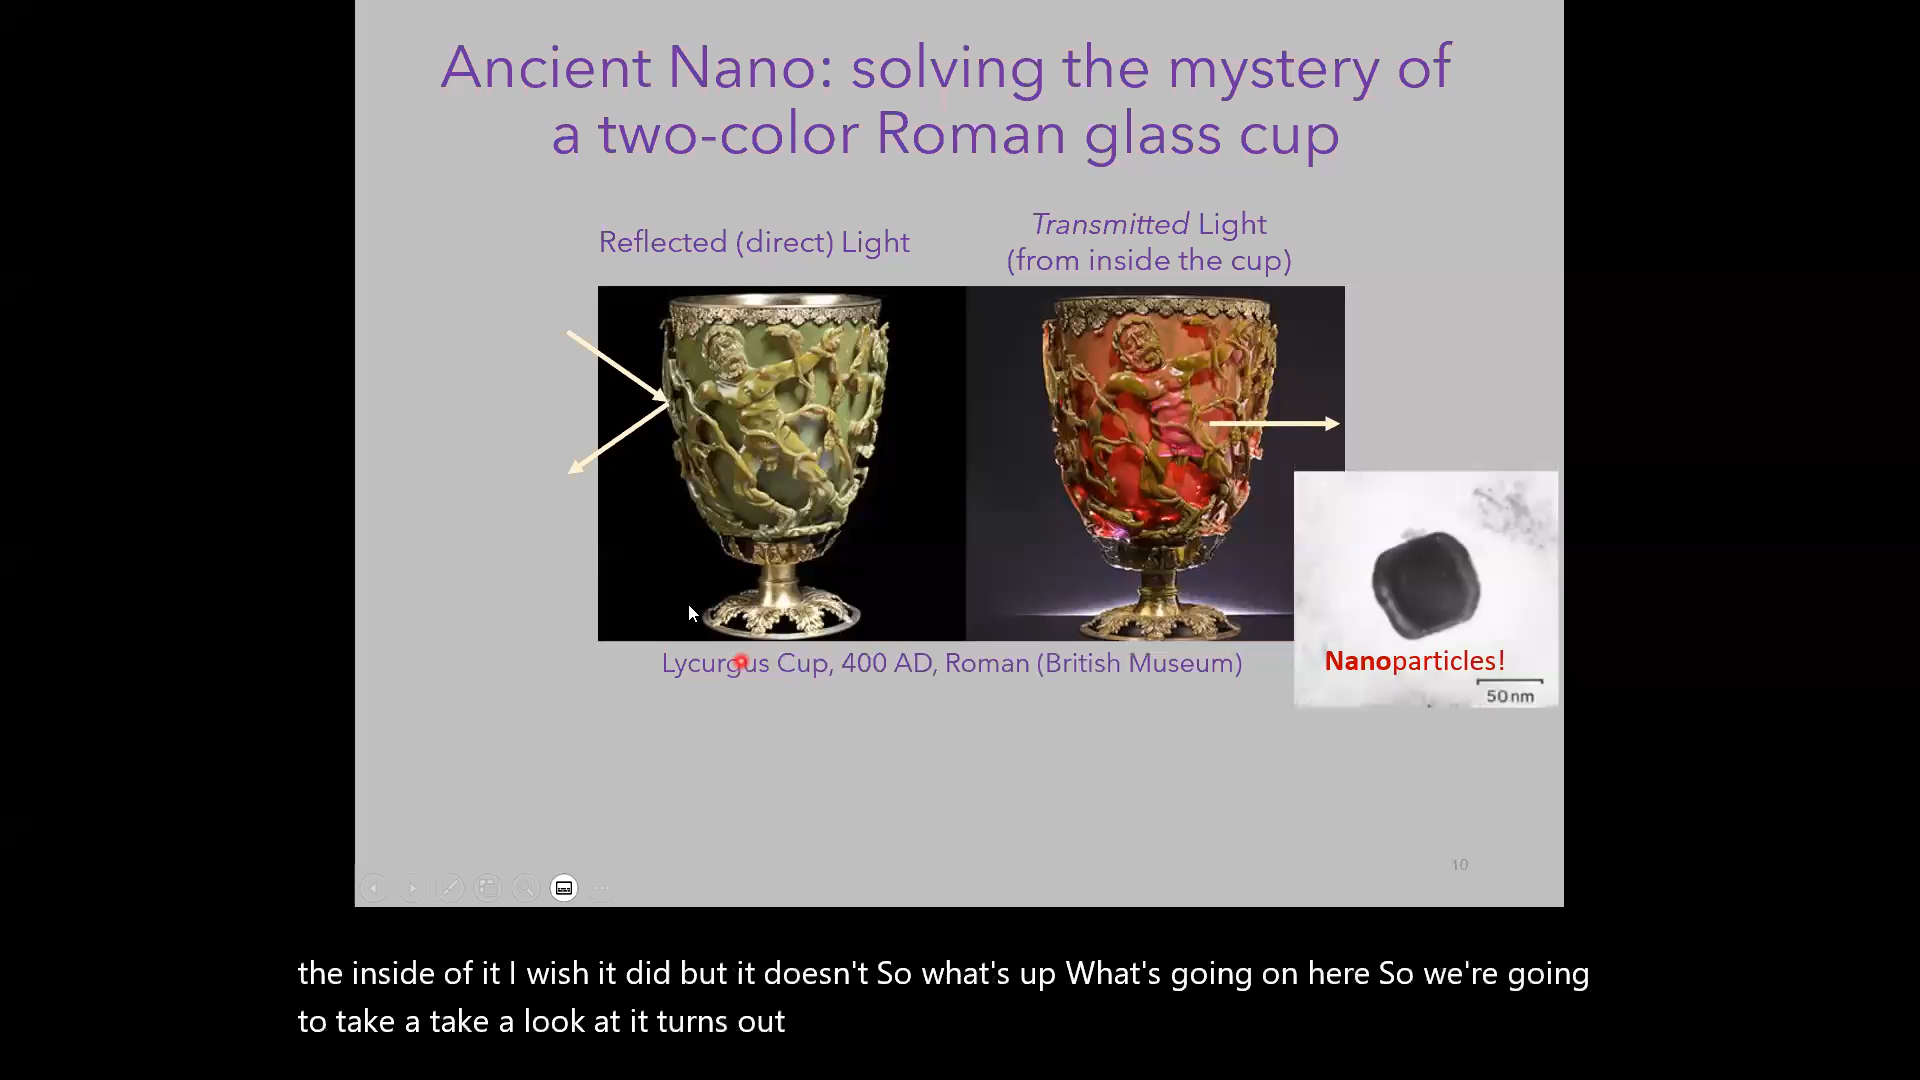 Ancient Nano: solving the mystery of
a two-color Roman glass cup
Reflected (direct) Light
Transmitted Light
(from inside the cup)
Lycurgus Cup, 400 AD, Roman (British Museum)
Nanoparticles!
50 nm
10
the inside of it I wish it did but it doesn't So what's up What's going on here So we're going
to take a take a look at it turns out